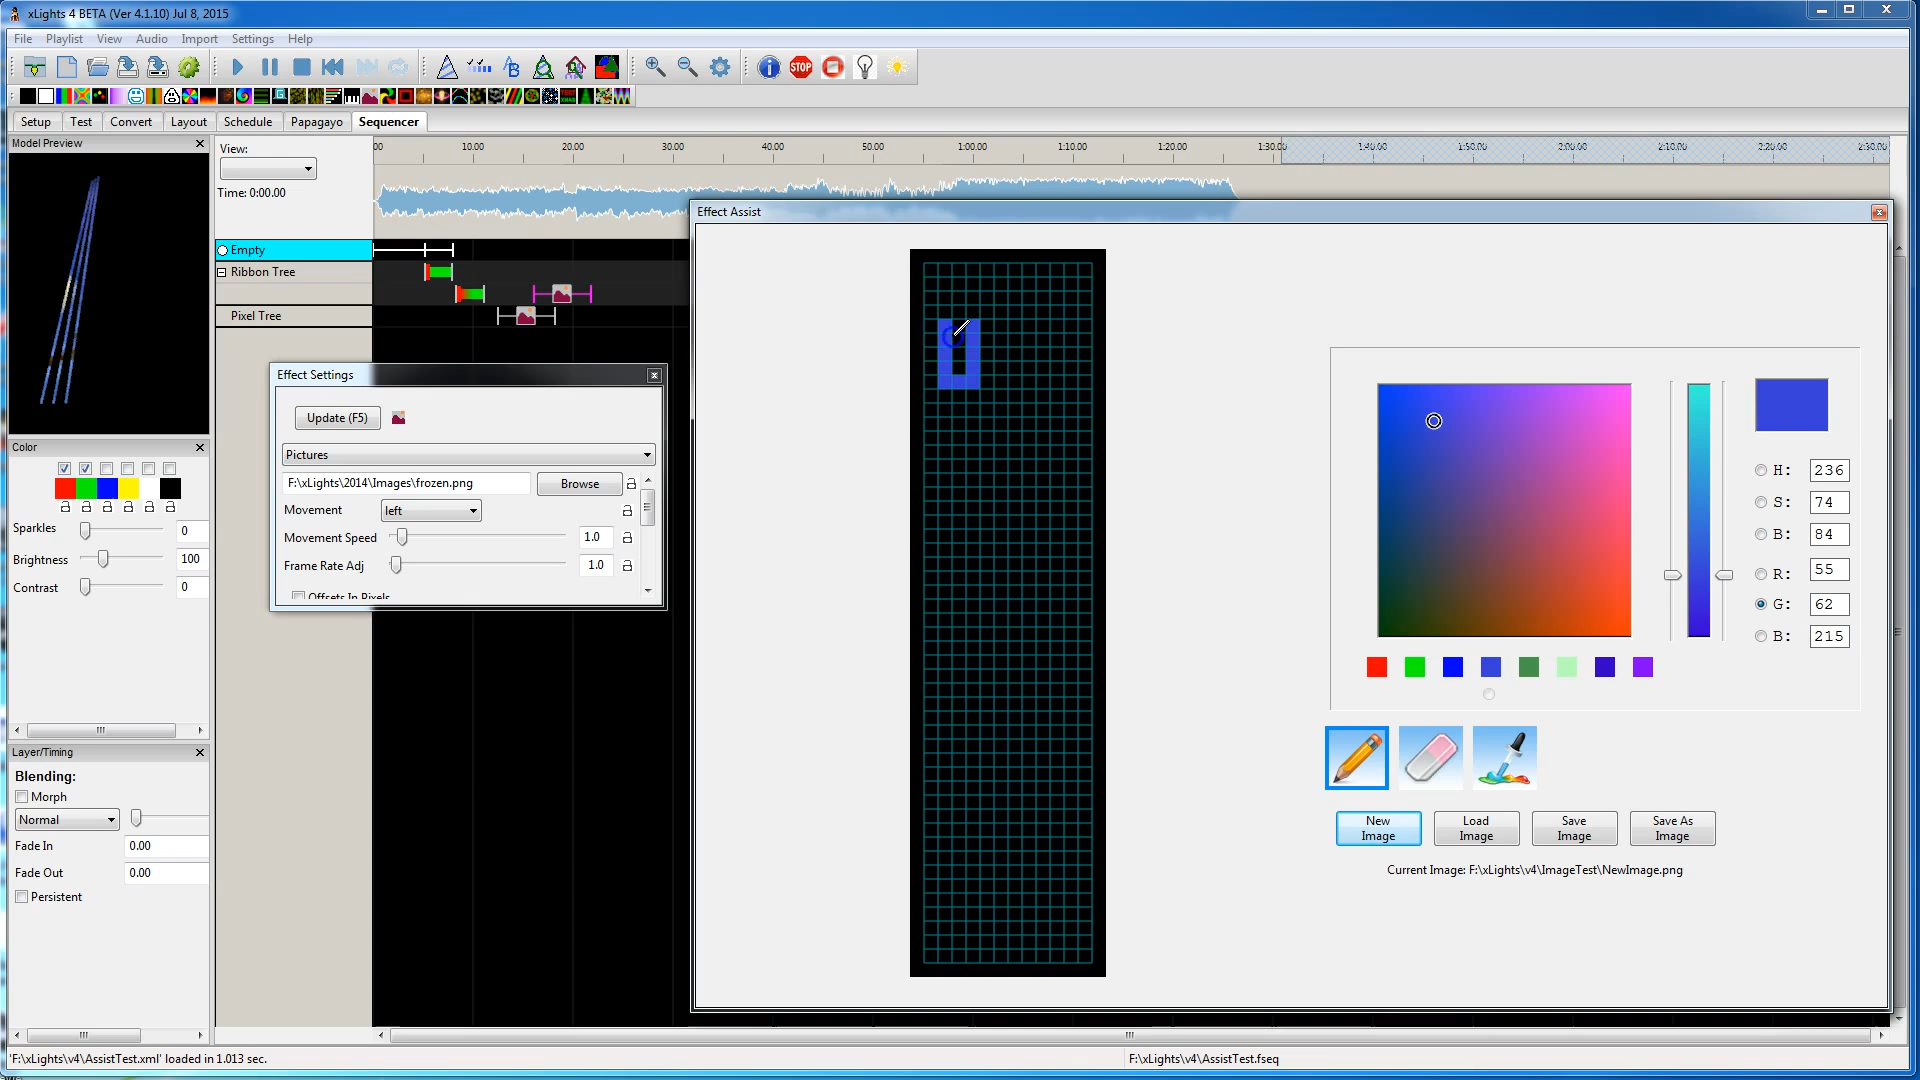 xLights 4 BETA (Ver 4.1.10) Jul 8, 2015
File Playlist View Audio Import Settings Help
STOP
Setup Test Convert Layout Schedule Papagayo Sequencer
Model Preview
View:
Time: 0:00.00
00 10.00 20.00 30.00 40.00 50.00 1:00.00 1:10.00 1:20.00 1:30.00 1:40.00 1:50.00 2:00.00 2:10.00 2:20.00 2:30.00
Empty
Ribbon Tree
Pixel Tree
Effect Settings
Update (F5)
Pictures
F:\xLights\2014\Images\frozen.png Browse
Movement left
Movement Speed 1.0
Frame Rate Adj 1.0
Offsets In Pixels
Color
Sparkles 0
Brightness 100
Contrast 0
Layer/Timing
Blending:
Morph
Normal
Fade In 0.00
Fade Out 0.00
Persistent
Effect Assist
H: 236
S: 74
B: 84
R: 55
G: 62
B: 215
New Image
Load Image
Save Image
Save As Image
Current Image: F:\xLights\v4\ImageTest\NewImage.png
'F:\xLights\v4\AssistTest.xml' loaded in 1.013 sec.
F:\xLights\v4\AssistTest.fseq